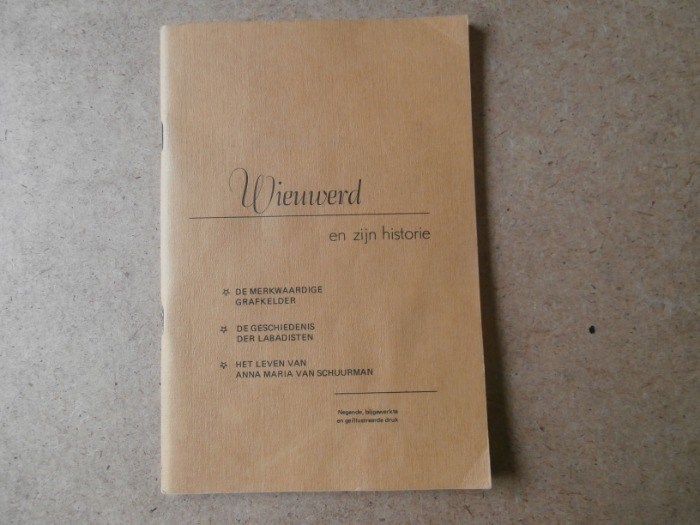 Wieuwerd
en zijn historie
DE MERKWAARDIGE
GRAFKELDER
DE GESCHIEDENIS
DER LABADISTEN
HET LEVEN VAN
ANNA MARIA VAN SCHUURMAN
Negende, bijgewerkte
en geïllustreerde druk